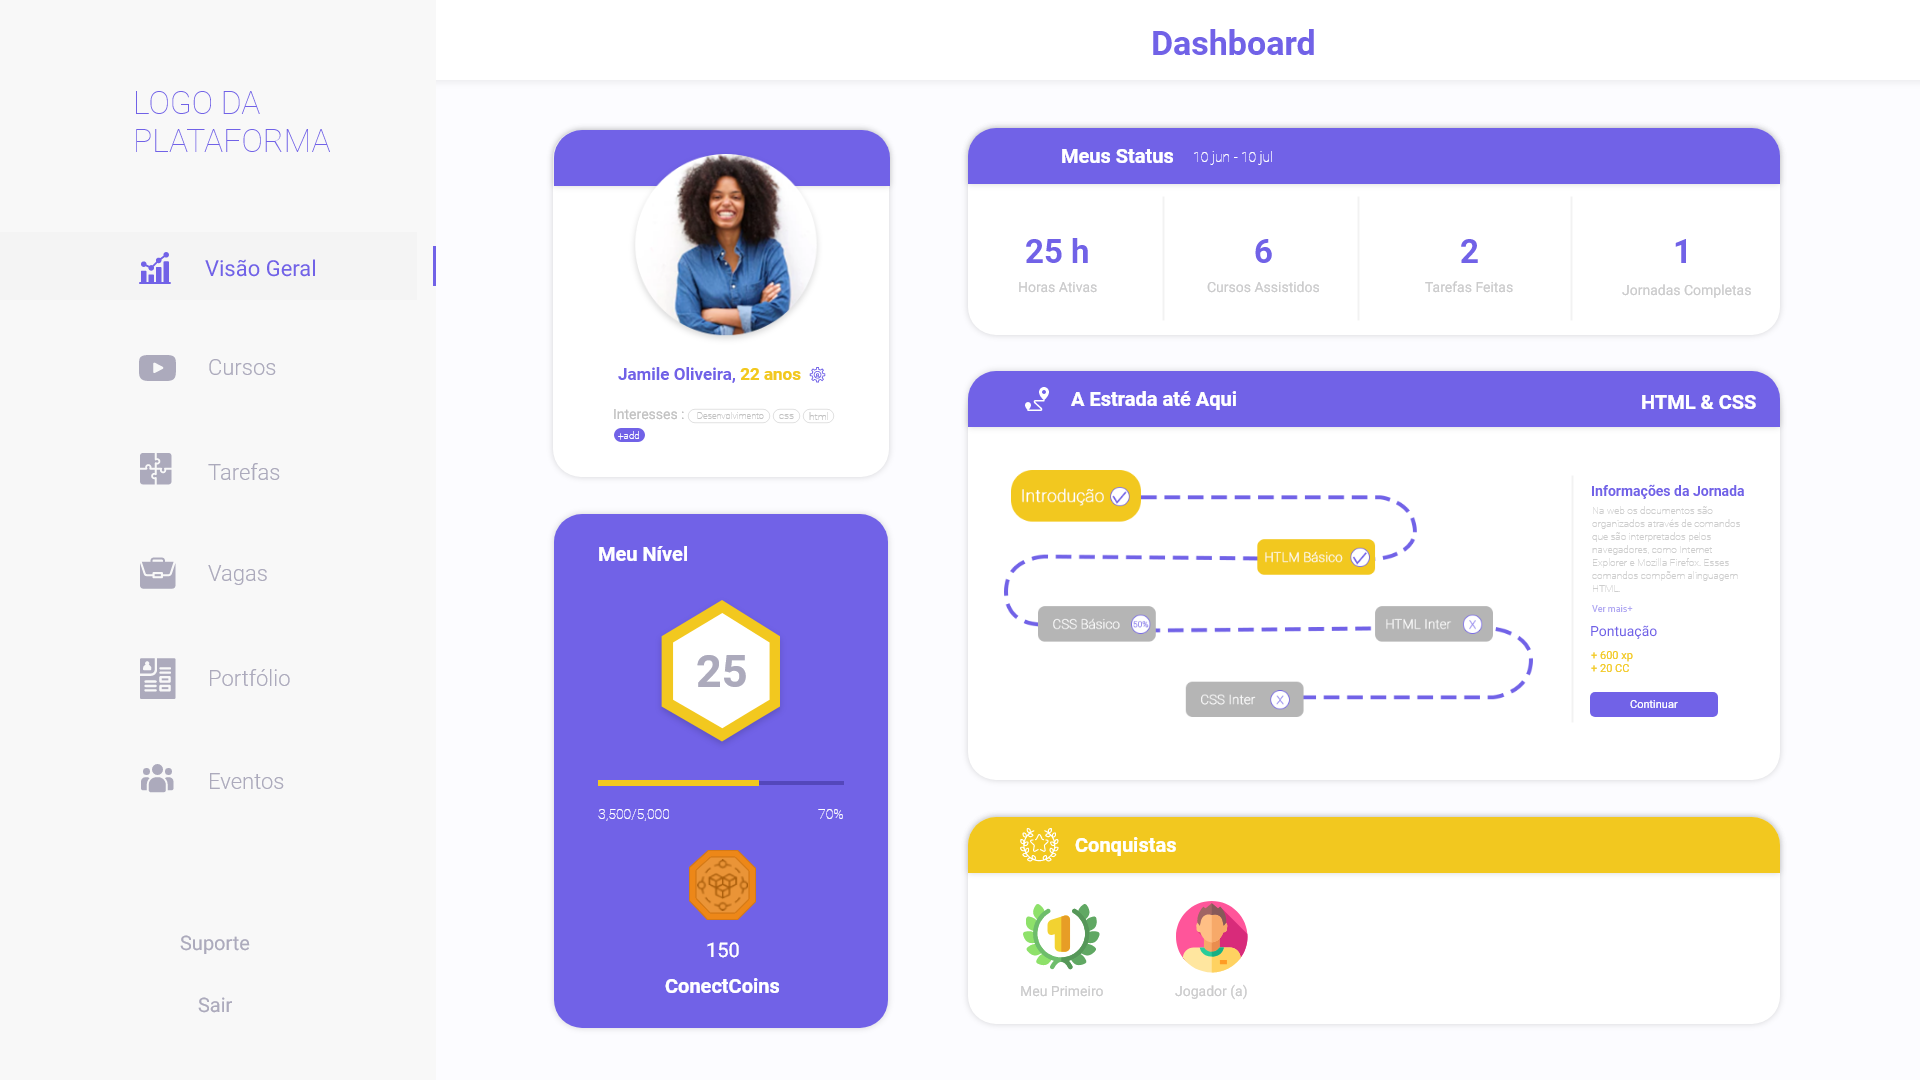 LOGO DA
PLATAFORMA
Visão Geral
Cursos
Tarefas
Vagas
Portfólio
Eventos
Suporte
Sair
Dashboard
Jamile Oliveira, 22 anos
Interesses : Desenvolvimento css html
+add
Meu Nível
25
3,500/5,000 70%
150
ConectCoins
Meus Status 10 jun - 10 jul
25 h
Horas Ativas
6
Cursos Assistidos
2
Tarefas Feitas
1
Jornadas Completas
A Estrada até Aqui HTML & CSS
Introdução
HTLM Básico
CSS Básico 50%
HTML Inter X
CSS Inter X
Informações da Jornada
Na web os documentos são
organizados através de comandos
que são interpretados pelos
navegadores, como Internet
Explorer e Mozilla Firefox. Esses
comandos compõem a linguagem
HTML.
Ver mais+
Pontuação
+ 600 xp
+ 20 CC
Continuar
Conquistas
1
Meu Primeiro
Jogador (a)